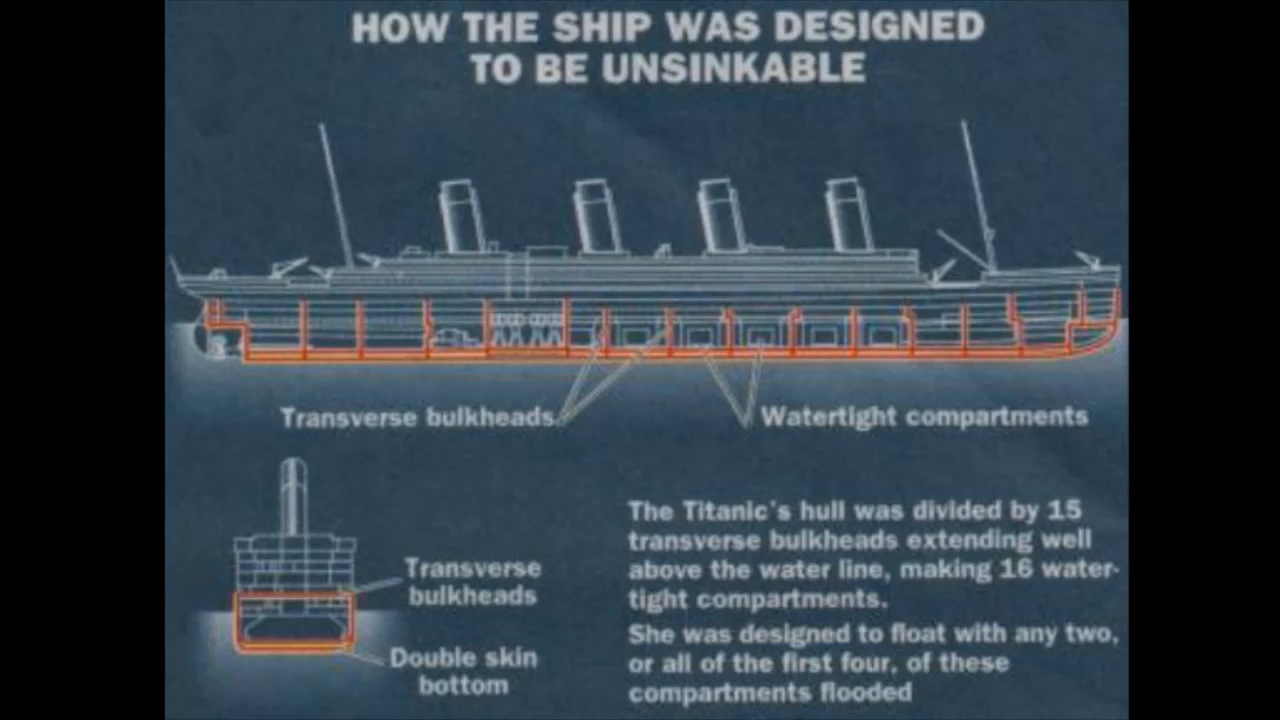 HOW THE SHIP WAS DESIGNED
TO BE UNSINKABLE
Transverse bulkheads
Watertight compartments
Transverse
bulkheads
Double skin
bottom
The Titanic's hull was divided by 15
transverse bulkheads extending well
above the water line, making 16 water-
tight compartments.
She was designed to float with any two,
or all of the first four, of these
compartments flooded